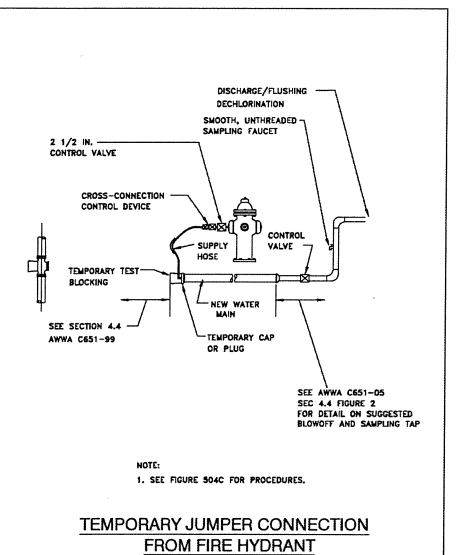 DISCHARGE/FLUSHING
DECHLORINATION
SMOOTH, UNTHREADED
SAMPLING FAUCET
2 1/2 IN.
CONTROL VALVE
CROSS-CONNECTION
CONTROL DEVICE
SUPPLY
HOSE
CONTROL
VALVE
TEMPORARY TEST
BLOCKING
NEW WATER
MAIN
SEE SECTION 4.4
AWWA C651-99
TEMPORARY CAP
OR PLUG
SEE AWWA C651-05
SEC 4.4 FIGURE 2
FOR DETAIL ON SUGGESTED
BLOWOFF AND SAMPLING TAP
NOTE:
1. SEE FIGURE 504C FOR PROCEDURES.
TEMPORARY JUMPER CONNECTION
FROM FIRE HYDRANT